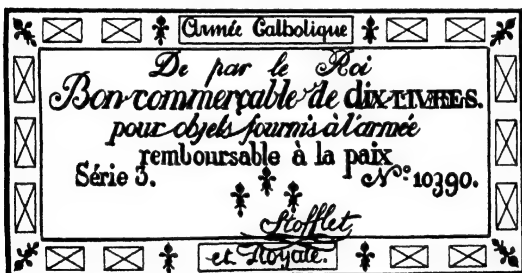 Armée Catholique
De par le Roi
Bon commerçable de DIX-LIVRES.
pour objets fournis à l'armée
remboursable à la paix
Série 3. N.º 10390.
Stofflet
et Royale.